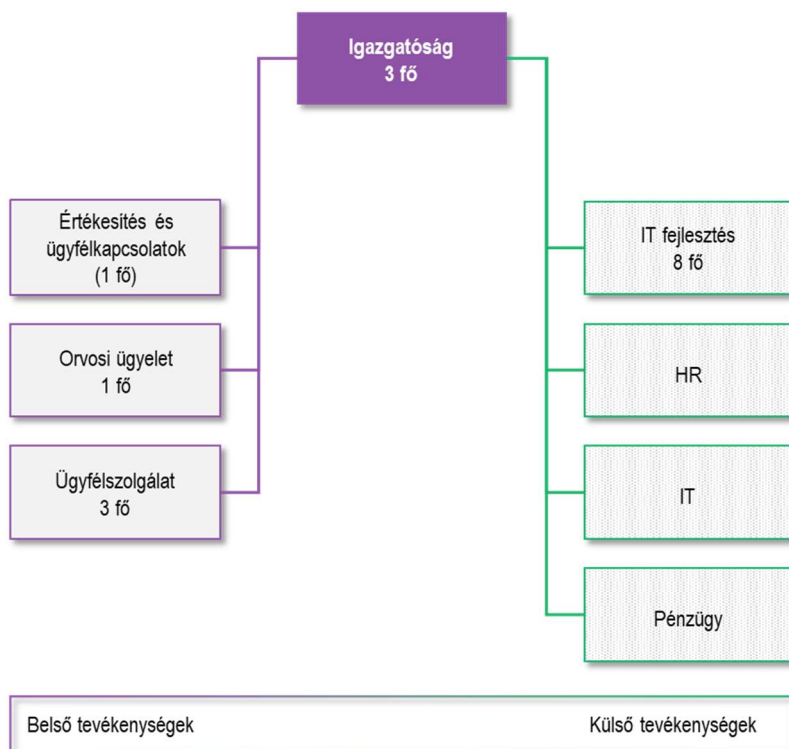 Igazgatóság
3 fő
Értékesítés és
ügyfélkapcsolatok
(1 fő)
Orvosi ügyelet
1 fő
Ügyfélszolgálat
3 fő
IT fejlesztés
8 fő
HR
IT
Pénzügy
Belső tevékenységek
Külső tevékenységek